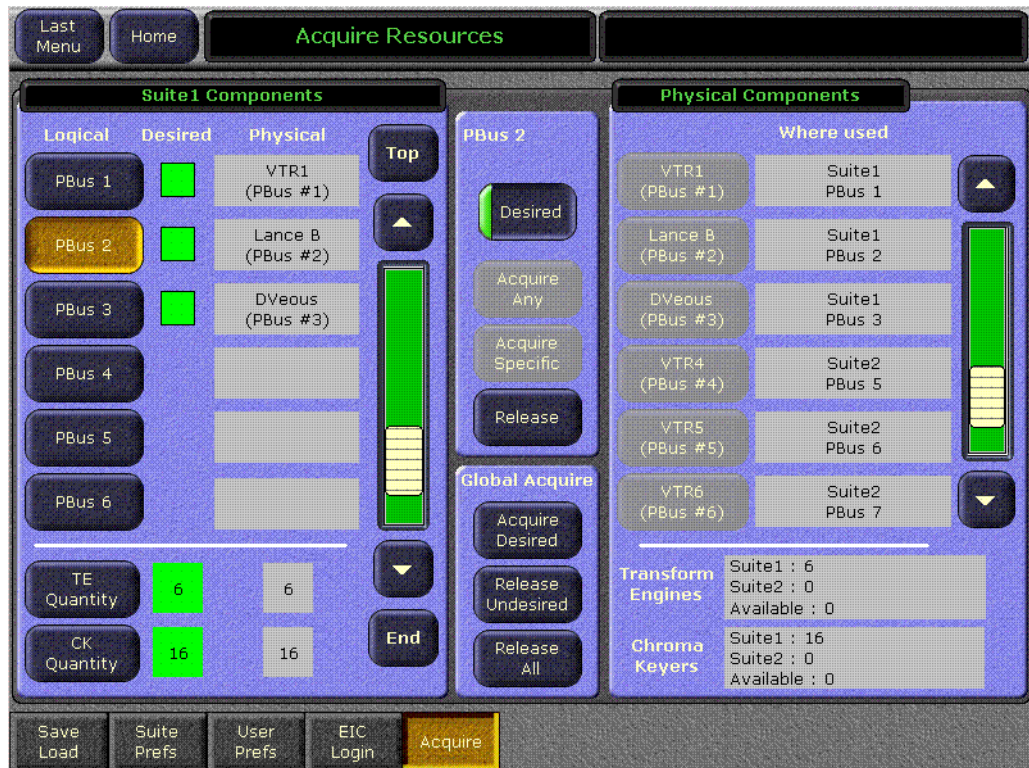 Last
Menu
Home
Acquire Resources
Suite1 Components
Logical Desired Physical
PBus 1
VTR1
(PBus #1)
PBus 2
Lance B
(PBus #2)
PBus 3
DVeous
(PBus #3)
PBus 4
PBus 5
PBus 6
TE
Quantity
6
6
CK
Quantity
16
16
Top
End
PBus 2
Desired
Acquire
Any
Acquire
Specific
Release
Global Acquire
Acquire
Desired
Release
Undesired
Release
All
Physical Components
Where used
VTR1
(PBus #1)
Suite1
PBus 1
Lance B
(PBus #2)
Suite1
PBus 2
DVeous
(PBus #3)
Suite1
PBus 3
VTR4
(PBus #4)
Suite2
PBus 5
VTR5
(PBus #5)
Suite2
PBus 6
VTR6
(PBus #6)
Suite2
PBus 7
Transform
Engines
Suite1 : 6
Suite2 : 0
Available : 0
Chroma
Keyers
Suite1 : 16
Suite2 : 0
Available : 0
Save
Load
Suite
Prefs
User
Prefs
EIC
Login
Acquire